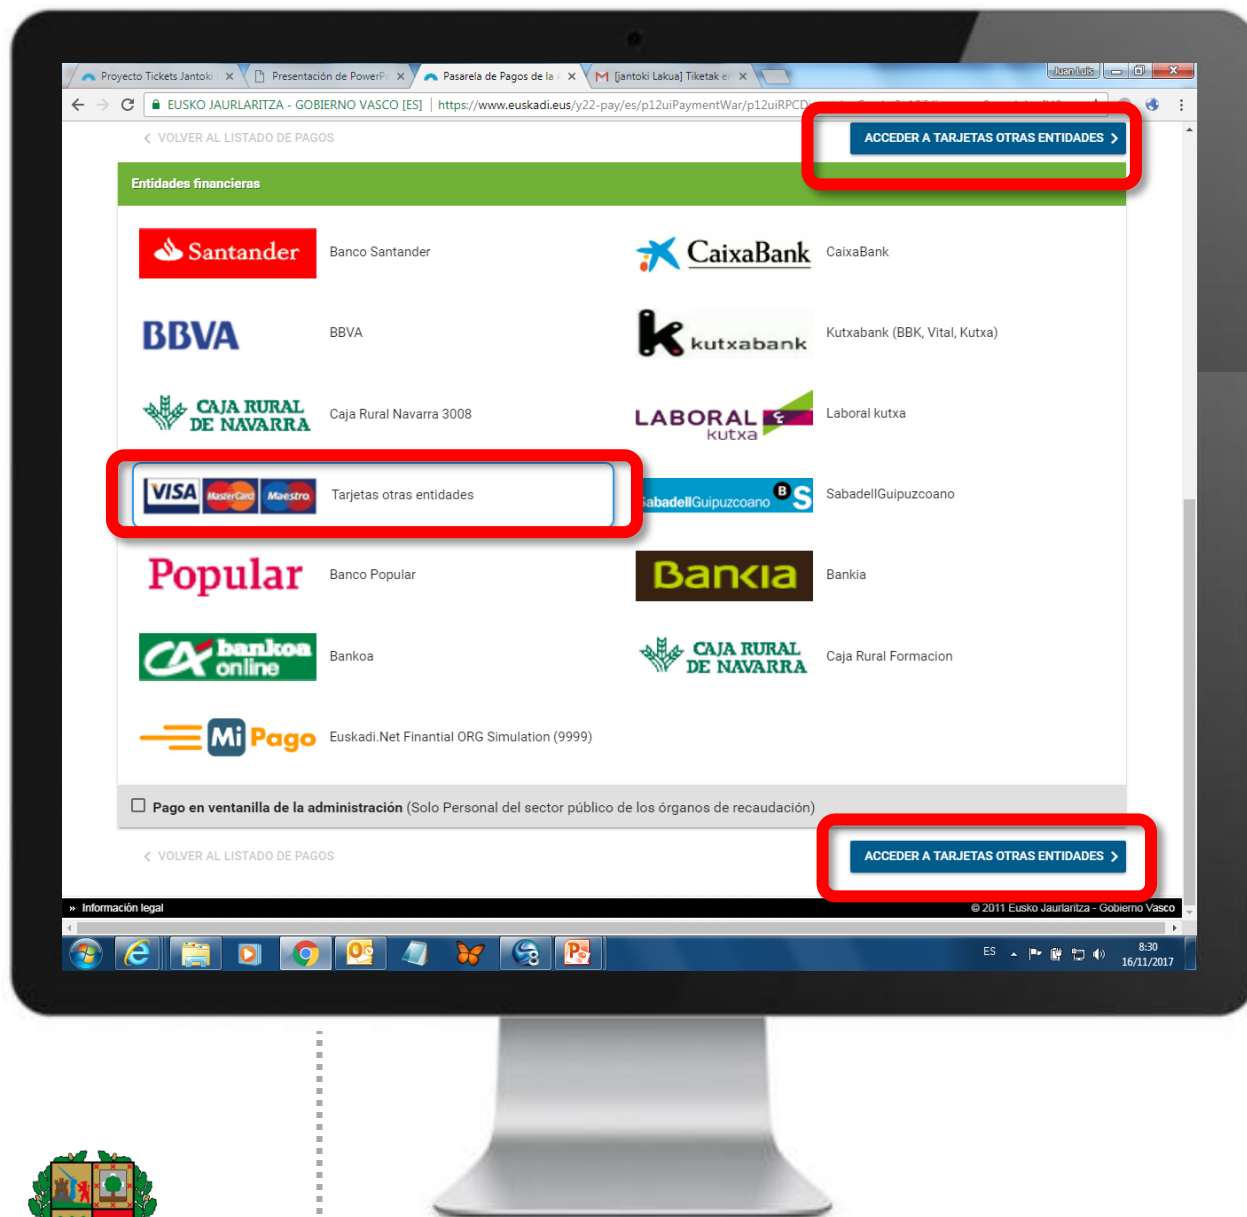 Juan Luis
Proyecto Tickets Jantoki
Presentación de PowerPo
Pasarela de Pagos de la A
[jantoki Lakua] Tiketak er
EUSKO JAURLARITZA - GOBIERNO VASCO [ES] https://www.euskadi.eus/y22-pay/es/p12uiPaymentWar/p12uiRPCDi
VOLVER AL LISTADO DE PAGOS
ACCEDER A TARJETAS OTRAS ENTIDADES
Entidades financieras
Santander Banco Santander
CaixaBank CaixaBank
BBVA BBVA
kutxabank Kutxabank (BBK, Vital, Kutxa)
CAJA RURAL
DE NAVARRA
Caja Rural Navarra 3008
LABORAL
kutxa
Laboral kutxa
VISA MasterCard Maestro Tarjetas otras entidades
SabadellGuipuzcoano B S SabadellGuipuzcoano
Popular Banco Popular
Bankia Bankia
CA bankoa
online
Bankoa
CAJA RURAL
DE NAVARRA
Caja Rural Formacion
Mi Pago Euskadi.Net Finantial ORG Simulation (9999)
Pago en ventanilla de la administración (Solo Personal del sector público de los órganos de recaudación)
VOLVER AL LISTADO DE PAGOS
ACCEDER A TARJETAS OTRAS ENTIDADES
» Información legal
© 2011 Eusko Jaurlaritza - Gobierno Vasco
ES
8:30
16/11/2017